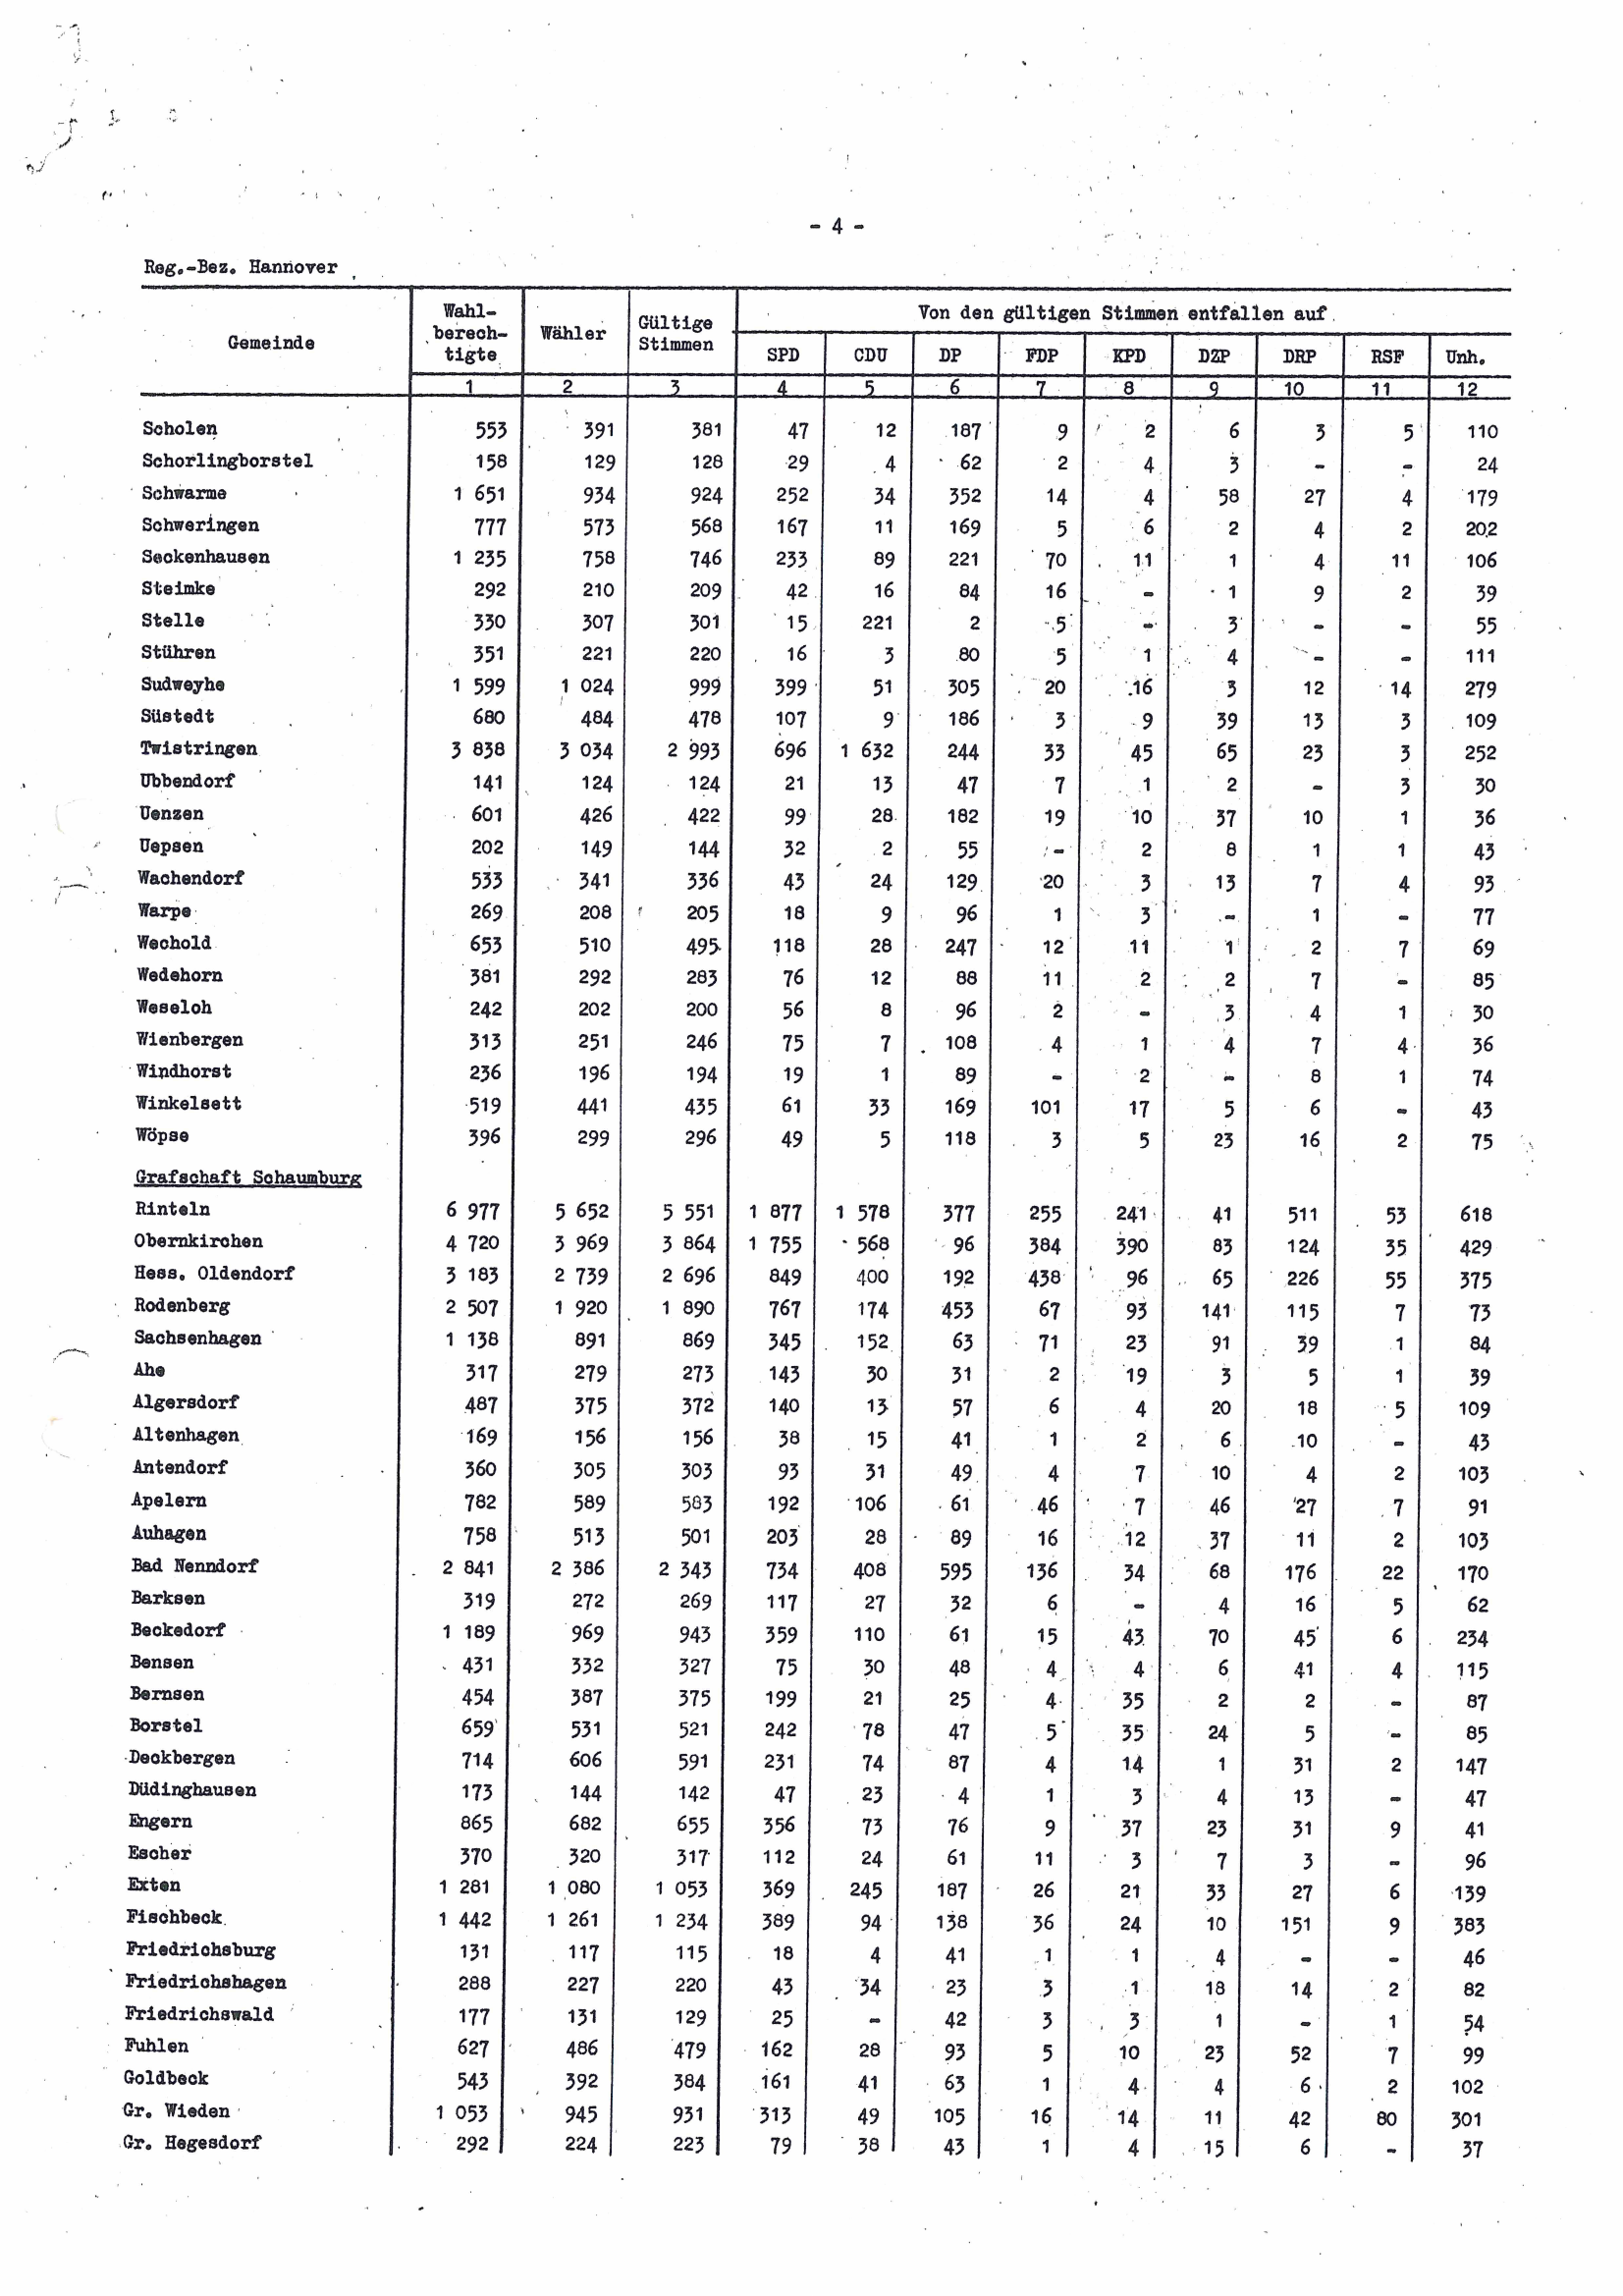 - 4 -
Reg.-Bez. Hannover
Gemeinde | Wahl-berech-tigte | Wähler | Gültige Stimmen | Von den gültigen Stimmen entfallen auf
SPD | CDU | DP | FDP | KPD | DZP | DRP | RSF | Unh.
1 | 2 | 3 | 4 | 5 | 6 | 7 | 8 | 9 | 10 | 11 | 12
Scholen 553 391 381 47 12 187 9 2 6 3 5 110
Schorlingborstel 158 129 128 29 4 62 2 4 3 - - 24
Schwarme 1 651 934 924 252 34 352 14 4 58 27 4 179
Schweringen 777 573 568 167 11 169 5 6 2 4 2 202
Seckenhausen 1 235 758 746 233 89 221 70 11 1 4 11 106
Steimke 292 210 209 42 16 84 16 - 1 9 2 39
Stelle 330 307 301 15 221 2 5 - 3 - - 55
Stühren 351 221 220 16 3 80 5 1 4 - - 111
Sudweyhe 1 599 1 024 999 399 51 305 20 16 3 12 14 279
Süstedt 680 484 478 107 9 186 3 9 39 13 3 109
Twistringen 3 838 3 034 2 993 696 1 632 244 33 45 65 23 3 252
Ubbendorf 141 124 124 21 13 47 7 1 2 - 3 30
Uenzen 601 426 422 99 28 182 19 10 37 10 1 36
Uepsen 202 149 144 32 2 55 - 2 8 1 1 43
Wachendorf 533 341 336 43 24 129 20 3 13 7 4 93
Warpe 269 208 205 18 9 96 1 3 - 1 - 77
Wechold 653 510 495 118 28 247 12 11 1 2 7 69
Wedehorn 381 292 283 76 12 88 11 2 2 7 - 85
Weseloh 242 202 200 56 8 96 2 - 3 4 1 30
Wienbergen 313 251 246 75 7 108 4 1 4 7 4 36
Windhorst 236 196 194 19 1 89 - 2 - 8 1 74
Winkelsett 519 441 435 61 33 169 101 17 5 6 - 43
Wöpse 396 299 296 49 5 118 3 5 23 16 2 75
Grafschaft Schaumburg
Rinteln 6 977 5 652 5 551 1 877 1 578 377 255 241 41 511 53 618
Obernkirchen 4 720 3 969 3 864 1 755 568 96 384 390 83 124 35 429
Hess. Oldendorf 3 183 2 739 2 696 849 400 192 438 96 65 226 55 375
Rodenberg 2 507 1 920 1 890 767 174 453 67 93 141 115 7 73
Sachsenhagen 1 138 891 869 345 152 63 71 23 91 39 1 84
Ahe 317 279 273 143 30 31 2 19 3 5 1 39
Algersdorf 487 375 372 140 13 57 6 4 20 18 5 109
Altenhagen 169 156 156 38 15 41 1 2 6 10 - 43
Antendorf 360 305 303 93 31 49 4 7 10 4 2 103
Apelern 782 589 583 192 106 61 46 7 46 27 7 91
Auhagen 758 513 501 203 28 89 16 12 37 11 2 103
Bad Nenndorf 2 841 2 386 2 343 734 408 595 136 34 68 176 22 170
Barksen 319 272 269 117 27 32 6 - 4 16 5 62
Beckedorf 1 189 969 943 359 110 61 15 43 70 45 6 234
Bensen 431 332 327 75 30 48 4 4 6 41 4 115
Bernsen 454 387 375 199 21 25 4 35 2 2 - 87
Borstel 659 531 521 242 78 47 5 35 24 5 - 85
Deckbergen 714 606 591 231 74 87 4 14 1 31 2 147
Düdinghausen 173 144 142 47 23 4 1 3 4 13 - 47
Engern 865 682 655 356 73 76 9 37 23 31 9 41
Escher 370 320 317 112 24 61 11 3 7 3 - 96
Exten 1 281 1 080 1 053 369 245 187 26 21 33 27 6 139
Fischbeck 1 442 1 261 1 234 389 94 138 36 24 10 151 9 383
Friedrichsburg 131 117 115 18 4 41 1 1 4 - - 46
Friedrichshagen 288 227 220 43 34 23 3 1 18 14 2 82
Friedrichswald 177 131 129 25 - 42 3 3 1 - 1 54
Fuhlen 627 486 479 162 28 93 5 10 23 52 7 99
Goldbeck 543 392 384 161 41 63 1 4 4 6 2 102
Gr. Wieden 1 053 945 931 313 49 105 16 14 11 42 80 301
Gr. Hegesdorf 292 224 223 79 38 43 1 4 15 6 - 37